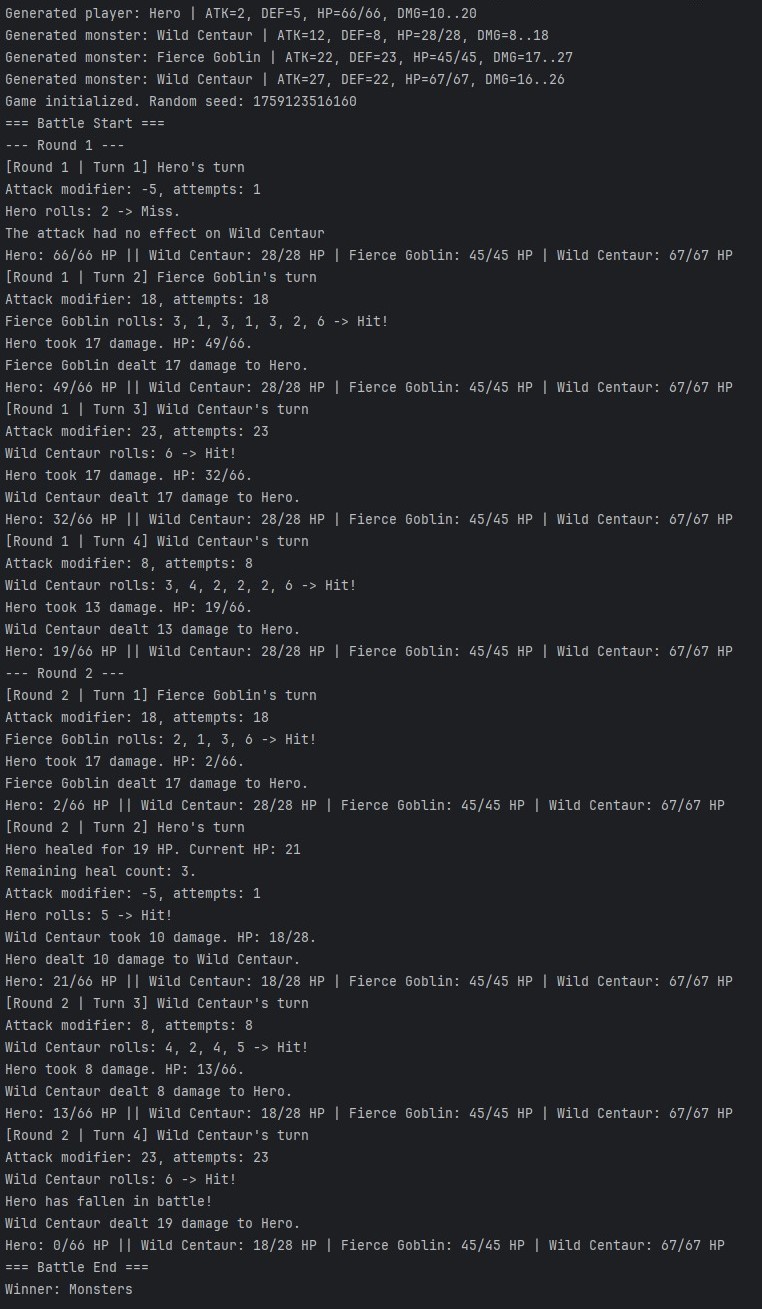 Generated player: Hero | ATK=2, DEF=5, HP=66/66, DMG=10..20
Generated monster: Wild Centaur | ATK=12, DEF=8, HP=28/28, DMG=8..18
Generated monster: Fierce Goblin | ATK=22, DEF=23, HP=45/45, DMG=17..27
Generated monster: Wild Centaur | ATK=27, DEF=22, HP=67/67, DMG=16..26
Game initialized. Random seed: 1759123516160
=== Battle Start ===
--- Round 1 ---
[Round 1 | Turn 1] Hero's turn
Attack modifier: -5, attempts: 1
Hero rolls: 2 -> Miss.
The attack had no effect on Wild Centaur
Hero: 66/66 HP || Wild Centaur: 28/28 HP | Fierce Goblin: 45/45 HP | Wild Centaur: 67/67 HP
[Round 1 | Turn 2] Fierce Goblin's turn
Attack modifier: 18, attempts: 18
Fierce Goblin rolls: 3, 1, 3, 1, 3, 2, 6 -> Hit!
Hero took 17 damage. HP: 49/66.
Fierce Goblin dealt 17 damage to Hero.
Hero: 49/66 HP || Wild Centaur: 28/28 HP | Fierce Goblin: 45/45 HP | Wild Centaur: 67/67 HP
[Round 1 | Turn 3] Wild Centaur's turn
Attack modifier: 23, attempts: 23
Wild Centaur rolls: 6 -> Hit!
Hero took 17 damage. HP: 32/66.
Wild Centaur dealt 17 damage to Hero.
Hero: 32/66 HP || Wild Centaur: 28/28 HP | Fierce Goblin: 45/45 HP | Wild Centaur: 67/67 HP
[Round 1 | Turn 4] Wild Centaur's turn
Attack modifier: 8, attempts: 8
Wild Centaur rolls: 3, 4, 2, 2, 2, 6 -> Hit!
Hero took 13 damage. HP: 19/66.
Wild Centaur dealt 13 damage to Hero.
Hero: 19/66 HP || Wild Centaur: 28/28 HP | Fierce Goblin: 45/45 HP | Wild Centaur: 67/67 HP
--- Round 2 ---
[Round 2 | Turn 1] Fierce Goblin's turn
Attack modifier: 18, attempts: 18
Fierce Goblin rolls: 2, 1, 3, 6 -> Hit!
Hero took 17 damage. HP: 2/66.
Fierce Goblin dealt 17 damage to Hero.
Hero: 2/66 HP || Wild Centaur: 28/28 HP | Fierce Goblin: 45/45 HP | Wild Centaur: 67/67 HP
[Round 2 | Turn 2] Hero's turn
Hero healed for 19 HP. Current HP: 21
Remaining heal count: 3.
Attack modifier: -5, attempts: 1
Hero rolls: 5 -> Hit!
Wild Centaur took 10 damage. HP: 18/28.
Hero dealt 10 damage to Wild Centaur.
Hero: 21/66 HP || Wild Centaur: 18/28 HP | Fierce Goblin: 45/45 HP | Wild Centaur: 67/67 HP
[Round 2 | Turn 3] Wild Centaur's turn
Attack modifier: 8, attempts: 8
Wild Centaur rolls: 4, 2, 4, 5 -> Hit!
Hero took 8 damage. HP: 13/66.
Wild Centaur dealt 8 damage to Hero.
Hero: 13/66 HP || Wild Centaur: 18/28 HP | Fierce Goblin: 45/45 HP | Wild Centaur: 67/67 HP
[Round 2 | Turn 4] Wild Centaur's turn
Attack modifier: 23, attempts: 23
Wild Centaur rolls: 6 -> Hit!
Hero has fallen in battle!
Wild Centaur dealt 19 damage to Hero.
Hero: 0/66 HP || Wild Centaur: 18/28 HP | Fierce Goblin: 45/45 HP | Wild Centaur: 67/67 HP
=== Battle End ===
Winner: Monsters